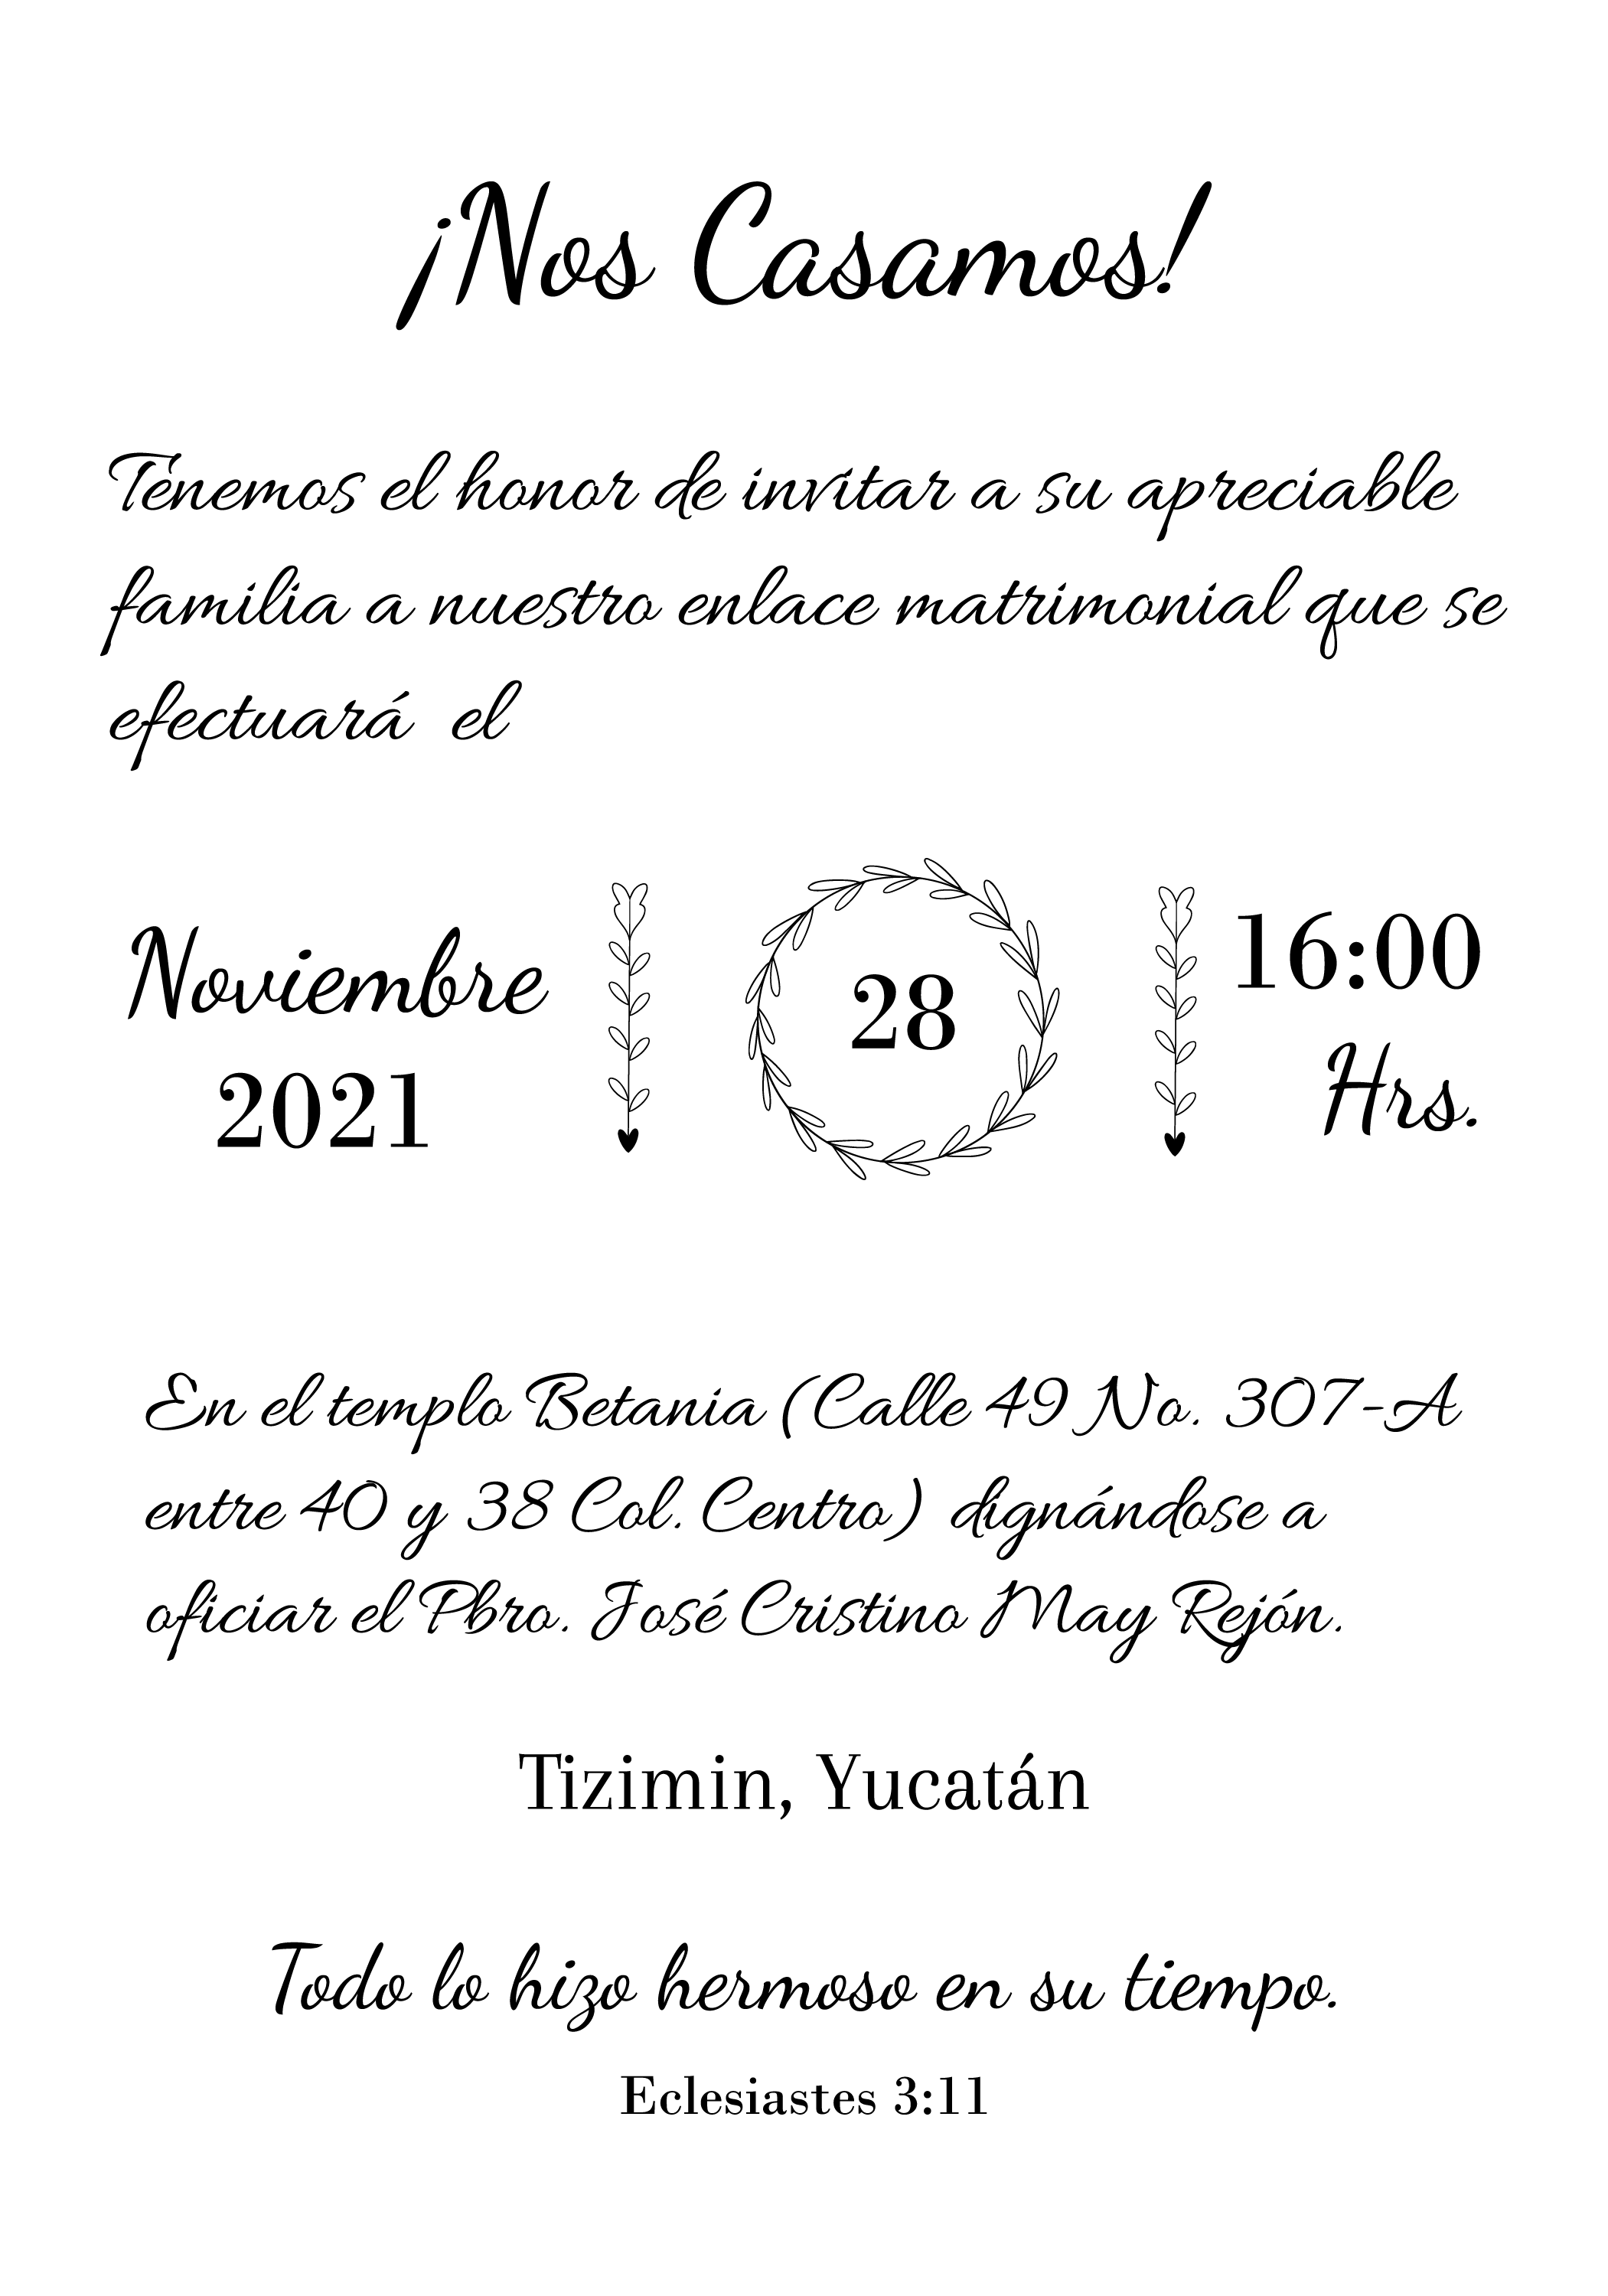 ¡Nos Casamos!
Tenemos el honor de invitar a su apreciable
familia a nuestro enlace matrimonial que se
efectuará el
Noviembre
2021
28
16:00
Hrs.
En el templo Betania (Calle 49 No. 307-A
entre 40 y 38 Col. Centro) dignándose a
oficiar el Pbro. José Cristino May Rejón.
Tizimin, Yucatán
Todo lo hizo hermoso en su tiempo.
Eclesiastes 3:11